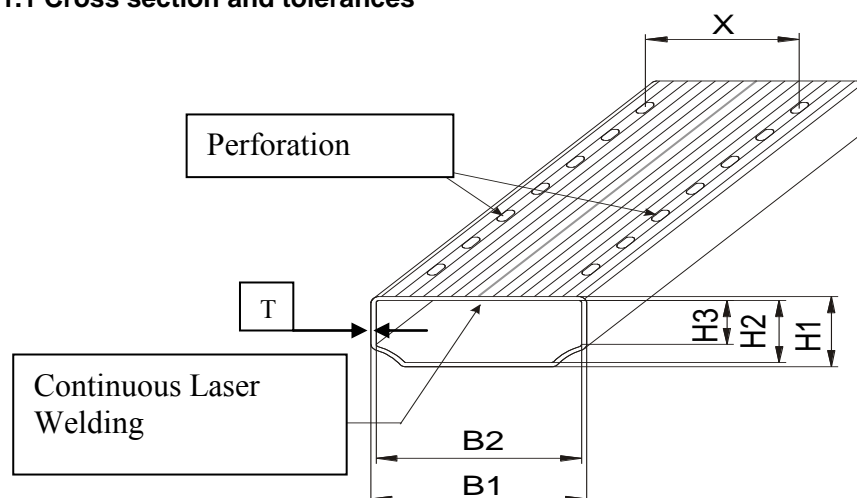 1.1 Cross section and tolerances
X
Perforation
T
H3
H2
H1
Continuous Laser
Welding
B2
B1